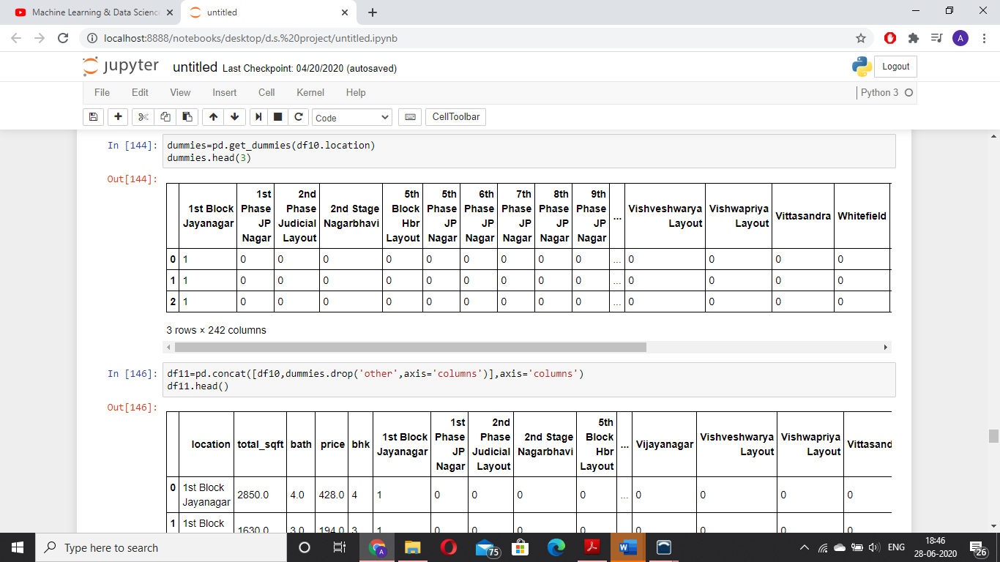 Machine Learning & Data Scienc
untitled
localhost:8888/notebooks/desktop/d.s.%20project/untitled.ipynb
A
jupyter untitled Last Checkpoint: 04/20/2020 (autosaved)
Logout
File Edit View Insert Cell Kernel Help
Python 3
Code
CellToolbar
In [144]: dummies=pd.get_dummies(df10.location)
dummies.head(3)
Out[144]:
1st Block Jayanagar 1st Phase JP Nagar 2nd Phase Judicial Layout 2nd Stage Nagarbhavi 5th Block Hbr Layout 5th Phase JP Nagar 6th Phase JP Nagar 7th Phase JP Nagar 8th Phase JP Nagar 9th Phase JP Nagar ... Vishveshwarya Layout Vishwapriya Layout Vittasandra Whitefield
0 1 0 0 0 0 0 0 0 0 0 ... 0 0 0 0
1 1 0 0 0 0 0 0 0 0 0 ... 0 0 0 0
2 1 0 0 0 0 0 0 0 0 0 ... 0 0 0 0
3 rows × 242 columns
In [146]: df11=pd.concat([df10,dummies.drop('other',axis='columns')],axis='columns')
df11.head()
Out[146]:
location total_sqft bath price bhk 1st Block Jayanagar 1st Phase JP Nagar 2nd Phase Judicial Layout 2nd Stage Nagarbhavi 5th Block Hbr Layout ... Vijayanagar Vishveshwarya Layout Vishwapriya Layout Vittasand
0 1st Block Jayanagar 2850.0 4.0 428.0 4 1 0 0 0 0 ... 0 0 0 0
1 1st Block 1630.0 3.0 194.0 3 1 0 0 0 0 0 0 0 0
Type here to search
A
75
ENG
18:46
28-06-2020
26